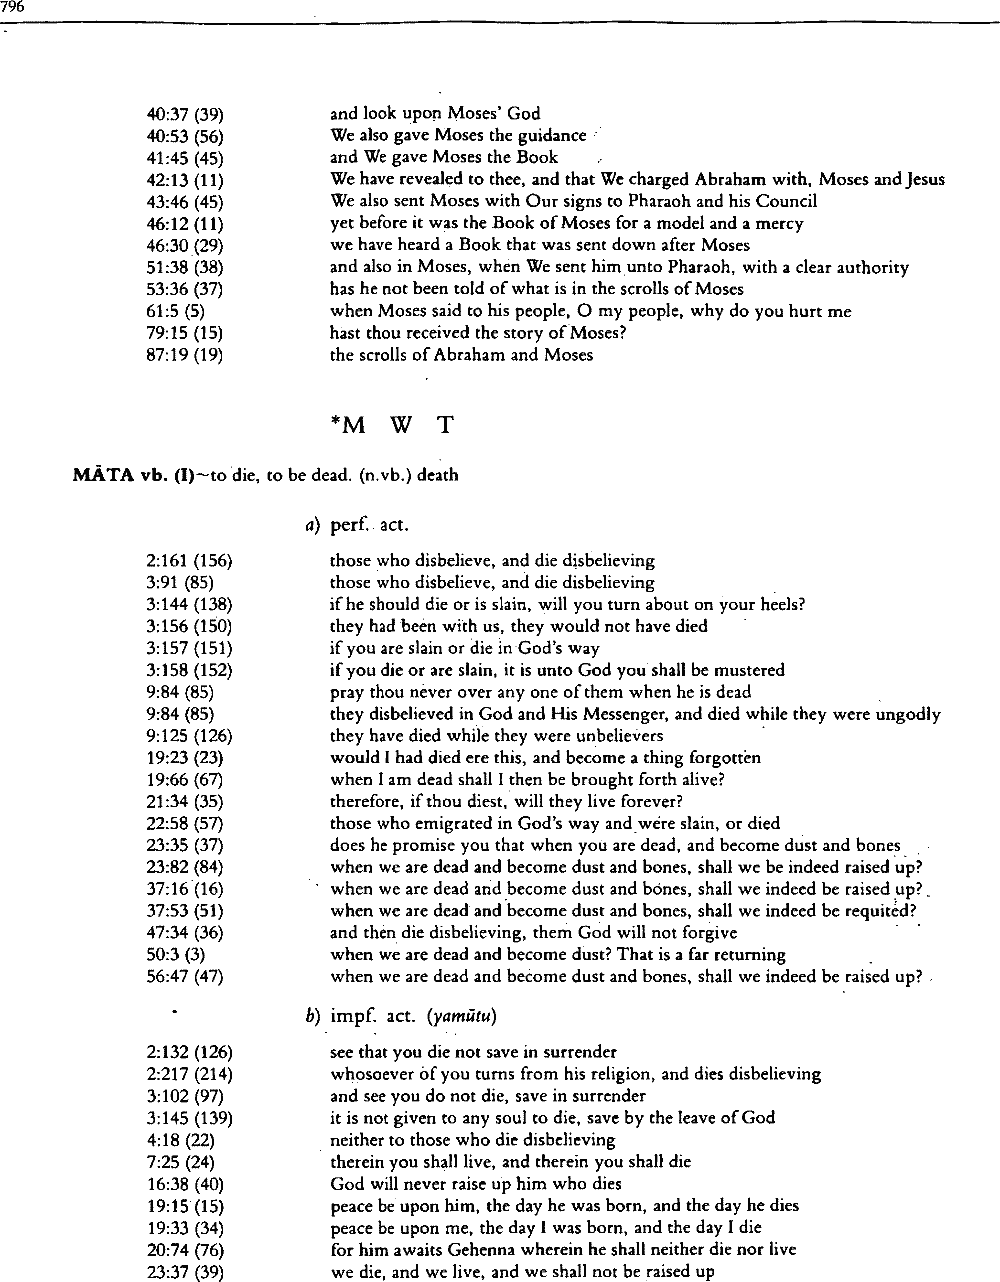 796
40:37 (39) and look upon Moses' God
40:53 (56) We also gave Moses the guidance
41:45 (45) and We gave Moses the Book
42:13 (11) We have revealed to thee, and that We charged Abraham with, Moses and Jesus
43:46 (45) We also sent Moses with Our signs to Pharaoh and his Council
46:12 (11) yet before it was the Book of Moses for a model and a mercy
46:30 (29) we have heard a Book that was sent down after Moses
51:38 (38) and also in Moses, when We sent him unto Pharaoh, with a clear authority
53:36 (37) has he not been told of what is in the scrolls of Moses
61:5 (5) when Moses said to his people, O my people, why do you hurt me
79:15 (15) hast thou received the story of Moses?
87:19 (19) the scrolls of Abraham and Moses
*M W T
MĀTA vb. (I)~to die, to be dead. (n.vb.) death
a) perf. act.
2:161 (156) those who disbelieve, and die disbelieving
3:91 (85) those who disbelieve, and die disbelieving
3:144 (138) if he should die or is slain, will you turn about on your heels?
3:156 (150) they had been with us, they would not have died
3:157 (151) if you are slain or die in God's way
3:158 (152) if you die or are slain, it is unto God you shall be mustered
9:84 (85) pray thou never over any one of them when he is dead
9:84 (85) they disbelieved in God and His Messenger, and died while they were ungodly
9:125 (126) they have died while they were unbelievers
19:23 (23) would I had died ere this, and become a thing forgotten
19:66 (67) when I am dead shall I then be brought forth alive?
21:34 (35) therefore, if thou diest, will they live forever?
22:58 (57) those who emigrated in God's way and were slain, or died
23:35 (37) does he promise you that when you are dead, and become dust and bones
23:82 (84) when we are dead and become dust and bones, shall we be indeed raised up?
37:16 (16) when we are dead and become dust and bones, shall we indeed be raised up?
37:53 (51) when we are dead and become dust and bones, shall we indeed be requited?
47:34 (36) and then die disbelieving, them God will not forgive
50:3 (3) when we are dead and become dust? That is a far returning
56:47 (47) when we are dead and become dust and bones, shall we indeed be raised up?
b) impf. act. (yamūtu)
2:132 (126) see that you die not save in surrender
2:217 (214) whosoever of you turns from his religion, and dies disbelieving
3:102 (97) and see you do not die, save in surrender
3:145 (139) it is not given to any soul to die, save by the leave of God
4:18 (22) neither to those who die disbelieving
7:25 (24) therein you shall live, and therein you shall die
16:38 (40) God will never raise up him who dies
19:15 (15) peace be upon him, the day he was born, and the day he dies
19:33 (34) peace be upon me, the day I was born, and the day I die
20:74 (76) for him awaits Gehenna wherein he shall neither die nor live
23:37 (39) we die, and we live, and we shall not be raised up